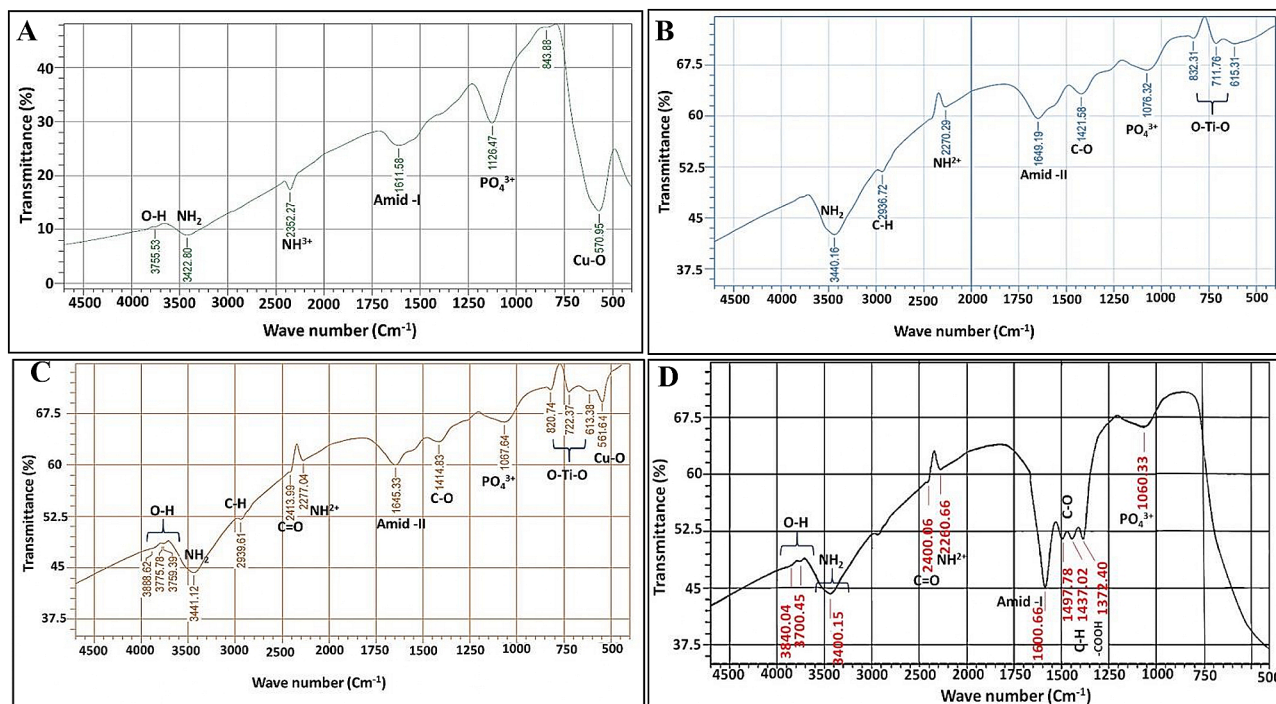 A
Transmittance (%)
40
30
20
10
0
O-H
3755.53
NH2
3422.80
2352.27
NH³⁺
Amid -I
1611.58
1126.47
PO₄³⁺
843.88
570.95
Cu-O
4500 4000 3500 3000 2500 2000 1500 1000 500
Wave number (Cm⁻¹)
B
Transmittance (%)
67.5
60
52.5
45
37.5
NH₂
3440.16
2936.72
C-H
2270.29
NH²⁺
1649.19
Amid -II
1421.58
C-O
1076.32
PO₄³⁺
832.31
711.76
615.31
O-Ti-O
4500 4000 3500 3000 2500 2000 1500 1000 750 500
Wave number (Cm⁻¹)
C
Transmittance (%)
67.5
60
52.5
45
37.5
O-H
3888.62
3775.78
3759.39
NH₂
3441.12
C-H
2939.61
2413.99
C=O
2277.04
NH²⁺
1645.33
Amid -II
1414.83
C-O
1067.64
PO₄³⁺
820.74
722.37
613.38
O-Ti-O
561.64
Cu-O
4500 4000 3500 3000 2500 2000 1500 1000 750 500
Wave number (Cm⁻¹)
D
Transmittance (%)
67.5
60
52.5
45
37.5
O-H
3840.04
3700.45
NH₂
3400.15
2400.06
C=O
2260.66
NH²⁺
Amid -I
1600.66
C-O
1497.78
1437.02
1372.40
C-H
-COOH
1060.33
PO₄³⁺
4500 4000 3500 3000 2500 2000 1500 1000 750 500 400
Wave number (Cm⁻¹)